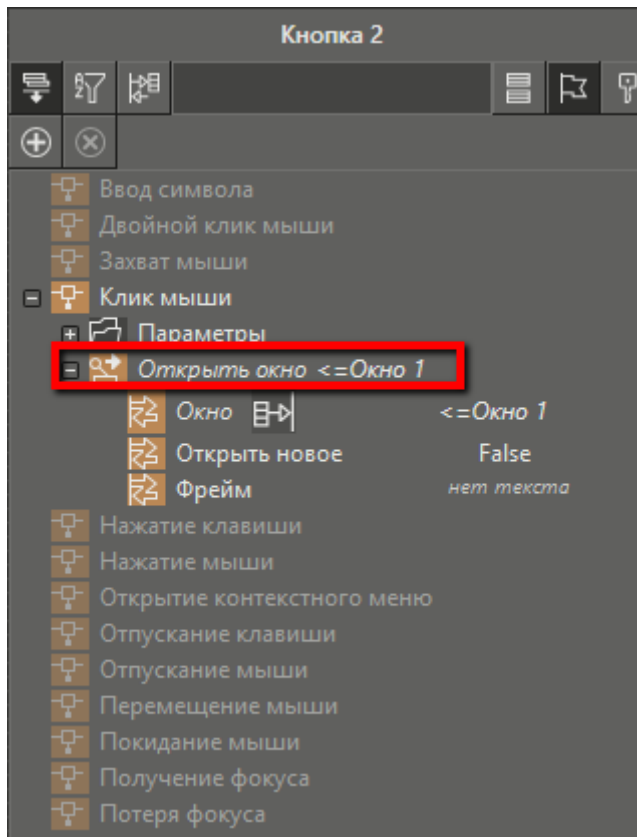 Кнопка 2
Ввод символа
Двойной клик мыши
Захват мыши
Клик мыши
Параметры
Открыть окно <=Окно 1
Окно <=Окно 1
Открыть новое False
Фрейм нет текста
Нажатие клавиши
Нажатие мыши
Открытие контекстного меню
Отпускание клавиши
Отпускание мыши
Перемещение мыши
Покидание мыши
Получение фокуса
Потеря фокуса